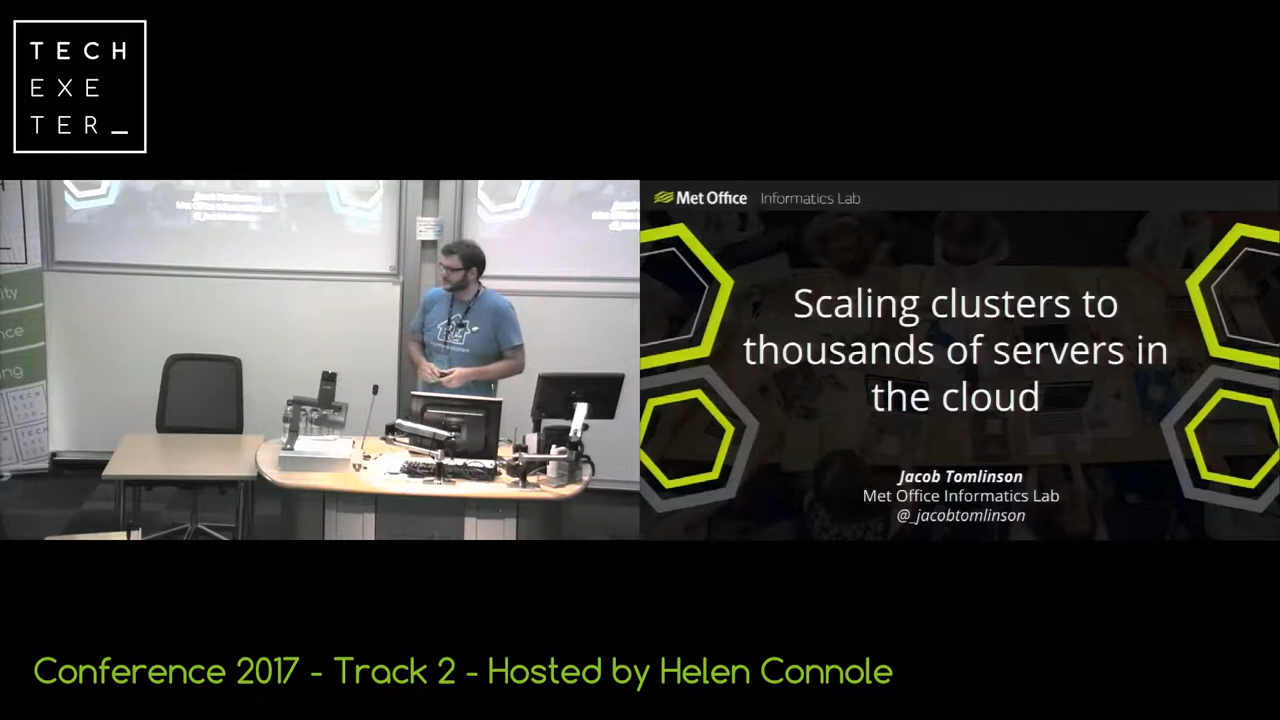 TECH
EXE
TER_
Met Office Informatics Lab
Scaling clusters to
thousands of servers in
the cloud
Jacob Tomlinson
Met Office Informatics Lab
@_jacobtomlinson
Conference 2017 - Track 2 - Hosted by Helen Connole